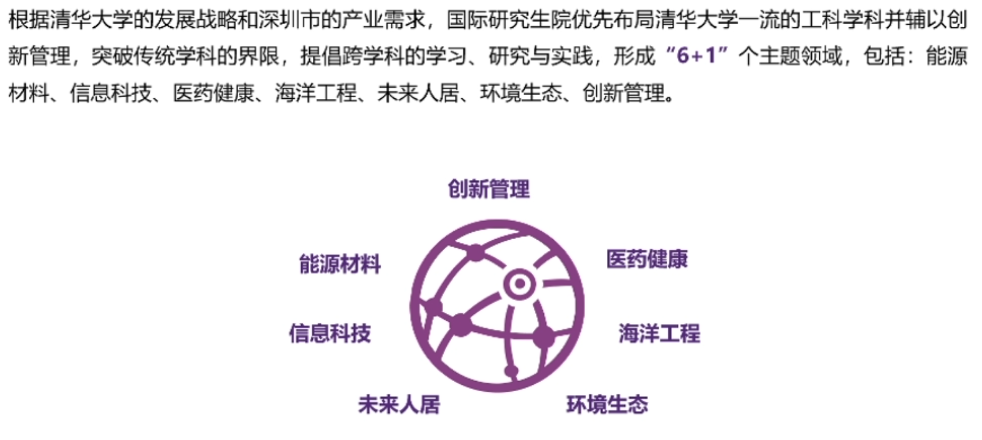 根据清华大学的发展战略和深圳市的产业需求，国际研究生院优先布局清华大学一流的工科学科并辅以创
新管理，突破传统学科的界限，提倡跨学科的学习、研究与实践，形成“6+1”个主题领域，包括：能源
材料、信息科技、医药健康、海洋工程、未来人居、环境生态、创新管理。
创新管理
能源材料
医药健康
信息科技
海洋工程
未来人居
环境生态